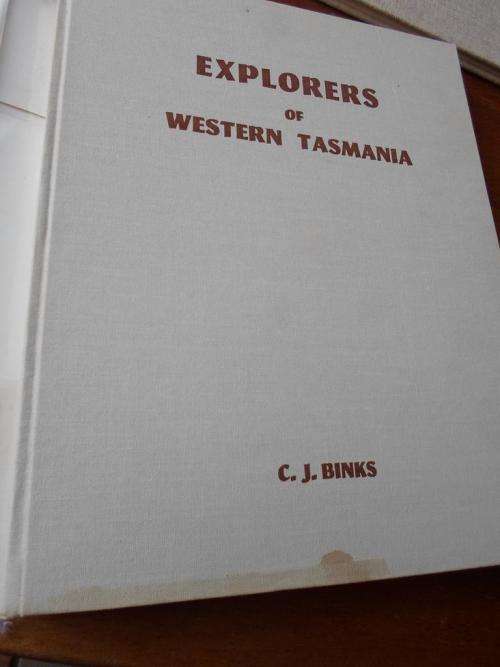 EXPLORERS
OF
WESTERN TASMANIA
C. J. BINKS